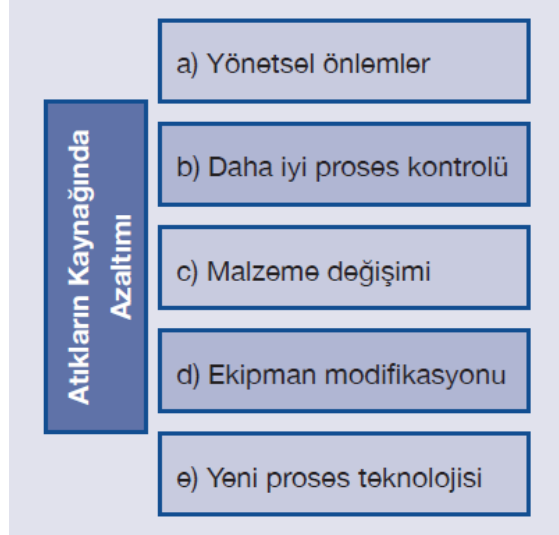 Atıkların Kaynağında
Azaltımı
a) Yönetsel önlemler
b) Daha iyi proses kontrolü
c) Malzeme değişimi
d) Ekipman modifikasyonu
e) Yeni proses teknolojisi